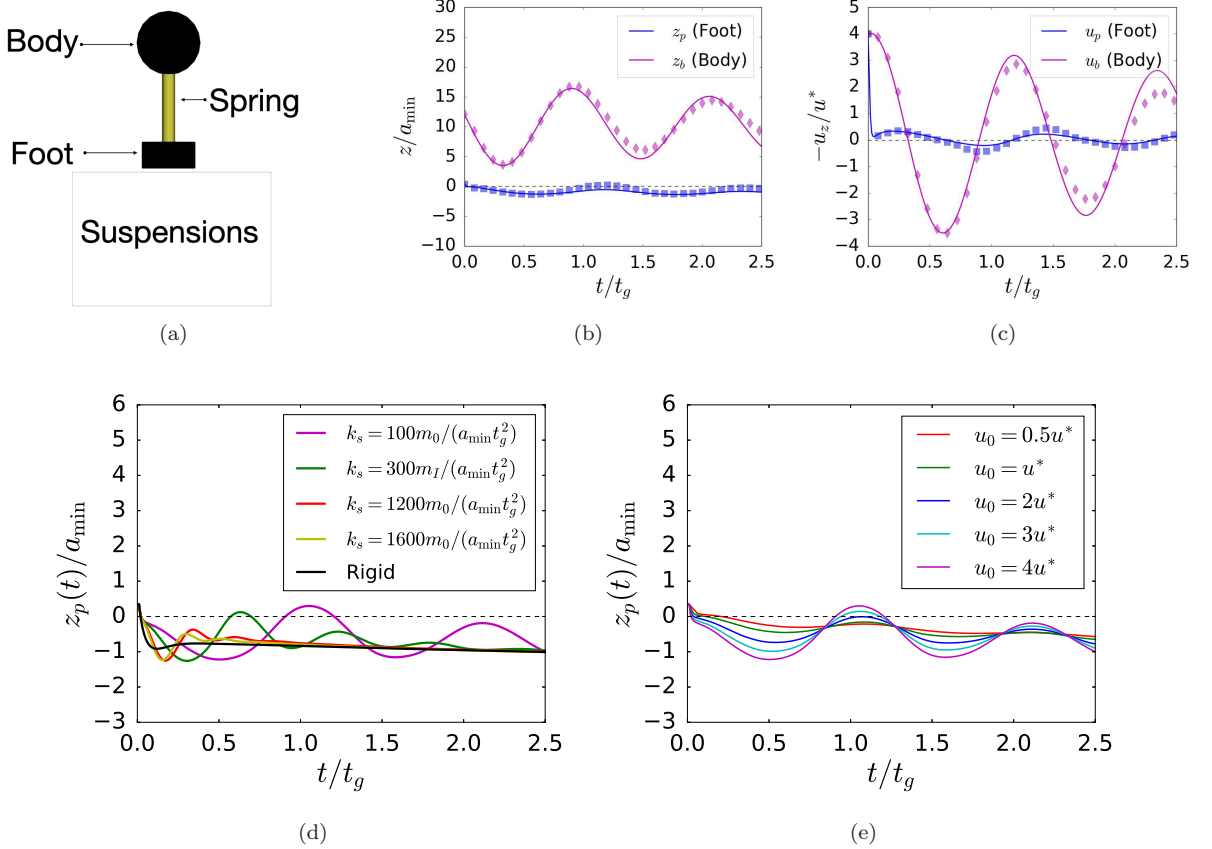 Body
Spring
Foot
Suspensions
(a)
30
25
20
15
10
5
0
−5
−10
z/a_min
z_p (Foot)
z_b (Body)
0.0 0.5 1.0 1.5 2.0 2.5
t/t_g
(b)
4
3
2
1
0
−1
−2
−3
−4
−u_z/u*
u_p (Foot)
u_b (Body)
0.0 0.5 1.0 1.5 2.0 2.5
t/t_g
(c)
6
5
4
3
2
1
0
−1
−2
−3
z_p(t)/a_min
k_s = 100m_0/(a_min t_g^2)
k_s = 300m_I/(a_min t_g^2)
k_s = 1200m_0/(a_min t_g^2)
k_s = 1600m_0/(a_min t_g^2)
Rigid
0.0 0.5 1.0 1.5 2.0 2.5
t/t_g
(d)
6
5
4
3
2
1
0
−1
−2
−3
z_p(t)/a_min
u_0 = 0.5u*
u_0 = u*
u_0 = 2u*
u_0 = 3u*
u_0 = 4u*
0.0 0.5 1.0 1.5 2.0 2.5
t/t_g
(e)